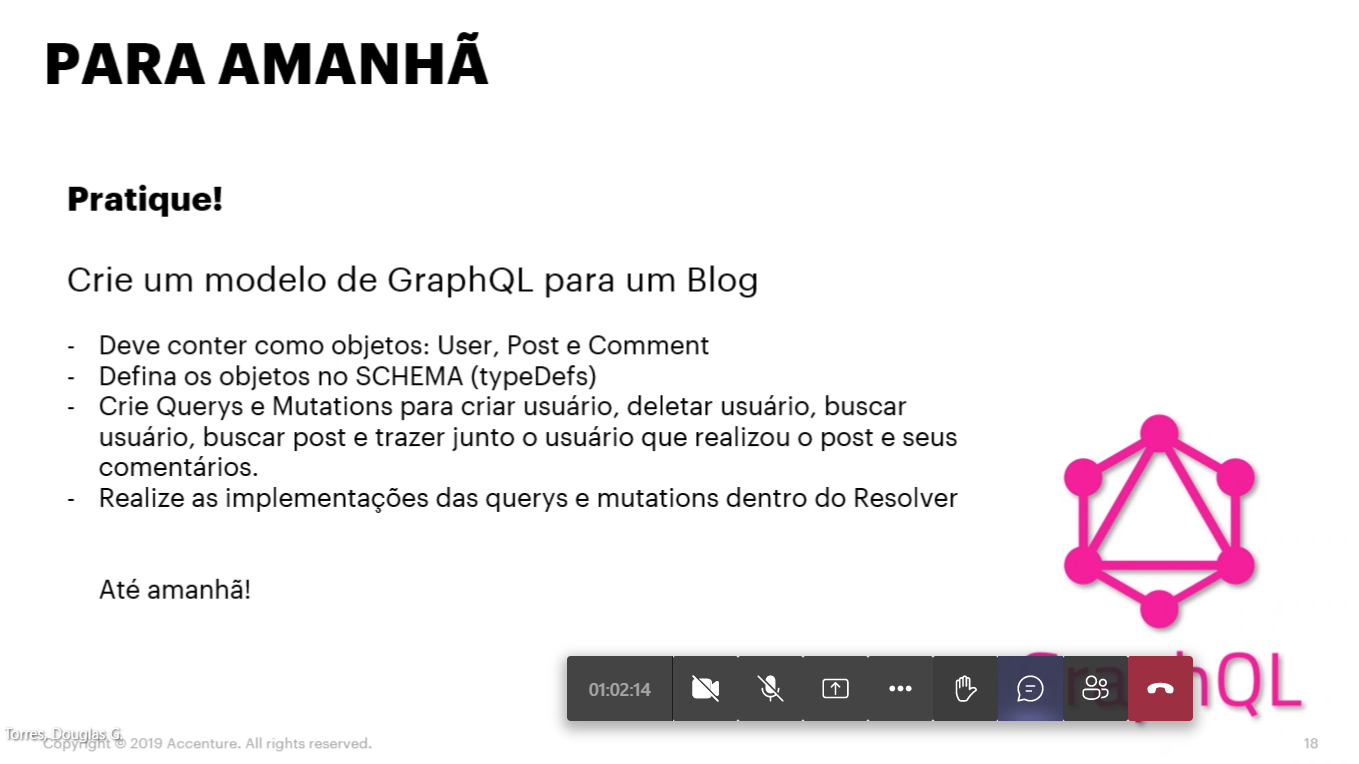 PARA AMANHÃ
Pratique!
Crie um modelo de GraphQL para um Blog
- Deve conter como objetos: User, Post e Comment
- Defina os objetos no SCHEMA (typeDefs)
- Crie Querys e Mutations para criar usuário, deletar usuário, buscar
usuário, buscar post e trazer junto o usuário que realizou o post e seus
comentários.
- Realize as implementações das querys e mutations dentro do Resolver
Até amanhã!
GraphQL
01:02:14
Torres, Douglas G.
Copyright © 2019 Accenture. All rights reserved.
18